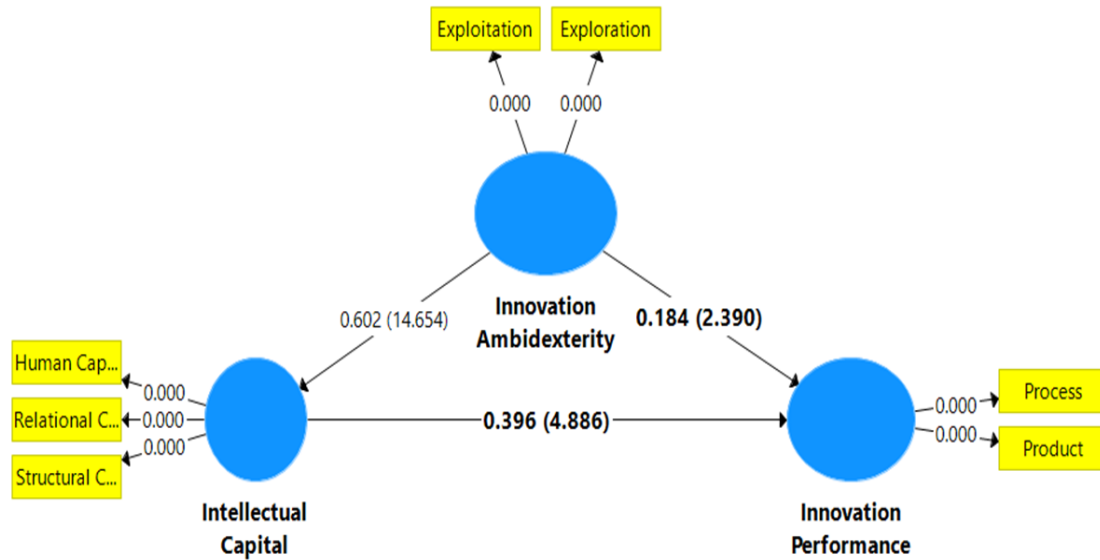 Exploitation
Exploration
0.000
0.000
Innovation
Ambidexterity
0.602 (14.654)
0.184 (2.390)
Human Cap...
Relational C...
Structural C...
0.000
0.000
0.000
0.396 (4.886)
0.000
0.000
Process
Product
Intellectual
Capital
Innovation
Performance